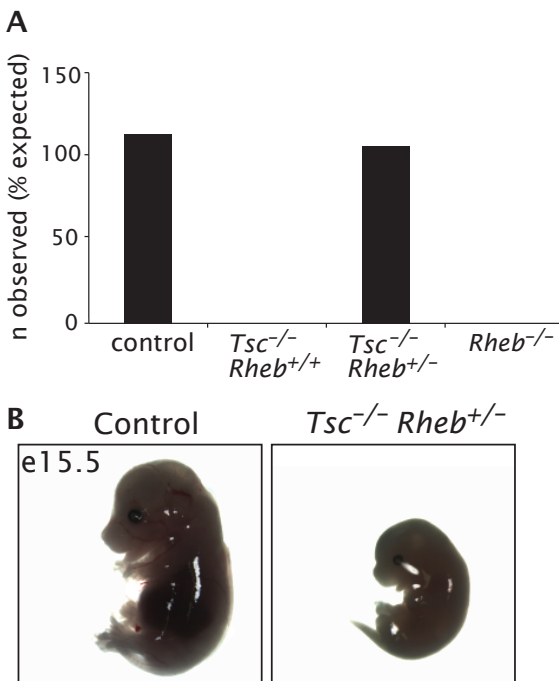 A
n observed (% expected)
150
100
50
0
control
Tsc−/−
Rheb+/+
Tsc−/−
Rheb+/−
Rheb−/−
B
Control
Tsc−/− Rheb+/−
e15.5